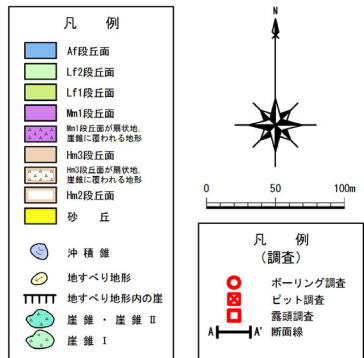 凡 例
Af段丘面
Lf2段丘面
Lf1段丘面
Mm1段丘面
Mm1段丘面が扇状地,
崖錐に覆われる地形
Hm3段丘面
Hm3段丘面が扇状地,
崖錐に覆われる地形
Hm2段丘面
砂 丘
沖 積 錐
地すべり地形
地すべり地形内の崖
崖 錐 ・ 崖 錐 Ⅱ
崖 錐 Ⅰ
N
0 50 100m
凡 例
(調査)
ボーリング調査
ピット調査
露頭調査
A A' 断面線